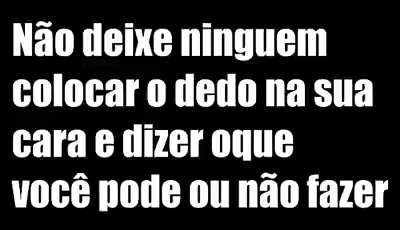 Não deixe ninguem
colocar o dedo na sua
cara e dizer oque
você pode ou não fazer